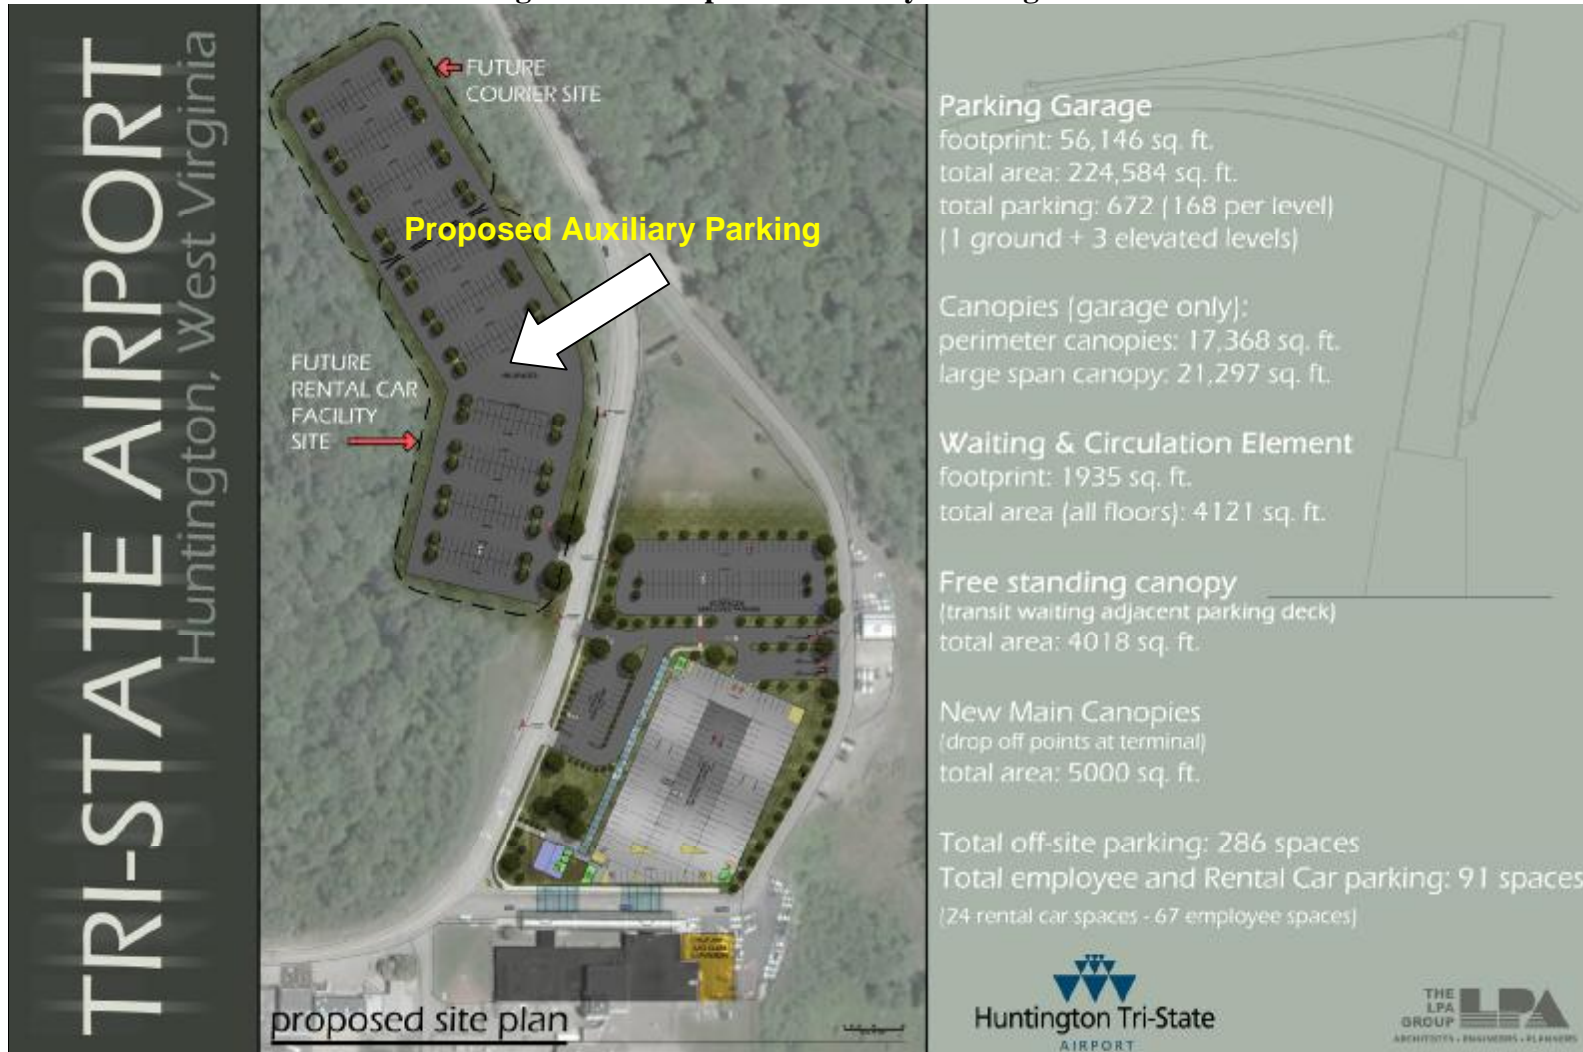 TRI-STATE AIRPORT
Huntington, West Virginia
FUTURE
COURIER SITE
Proposed Auxiliary Parking
FUTURE
RENTAL CAR
FACILITY
SITE
proposed site plan
Parking Garage
footprint: 56,146 sq. ft.
total area: 224,584 sq. ft.
total parking: 672 (168 per level)
(1 ground + 3 elevated levels)
Canopies (garage only):
perimeter canopies: 17,368 sq. ft.
large span canopy: 21,297 sq. ft.
Waiting & Circulation Element
footprint: 1935 sq. ft.
total area (all floors): 4121 sq. ft.
Free standing canopy
(transit waiting adjacent parking deck)
total area: 4018 sq. ft.
New Main Canopies
(drop off points at terminal)
total area: 5000 sq. ft.
Total off-site parking: 286 spaces
Total employee and Rental Car parking: 91 spaces
(24 rental car spaces - 67 employee spaces)
Huntington Tri-State
AIRPORT
THE
LPA
GROUP
LPA
ARCHITECTS • ENGINEERS • PLANNERS